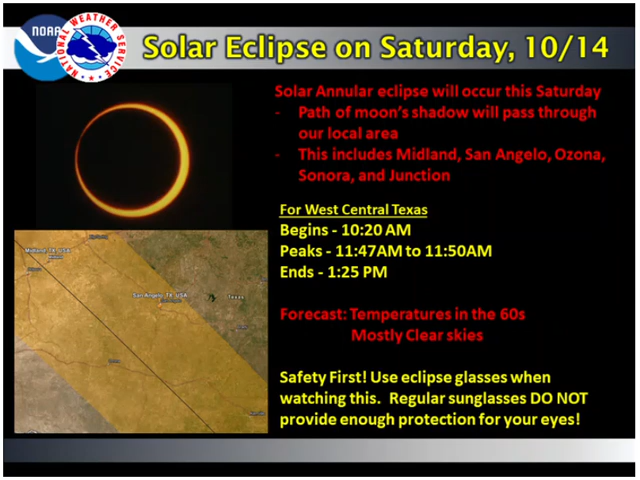 NOAA
NATIONAL WEATHER SERVICE
Solar Eclipse on Saturday, 10/14
Solar Annular eclipse will occur this Saturday
- Path of moon's shadow will pass through
our local area
- This includes Midland, San Angelo, Ozona,
Sonora, and Junction
For West Central Texas
Begins - 10:20 AM
Peaks - 11:47AM to 11:50AM
Ends - 1:25 PM
Forecast: Temperatures in the 60s
Mostly Clear skies
Safety First! Use eclipse glasses when
watching this. Regular sunglasses DO NOT
provide enough protection for your eyes!
Midland, TX, USA
San Angelo, TX, USA
Texas